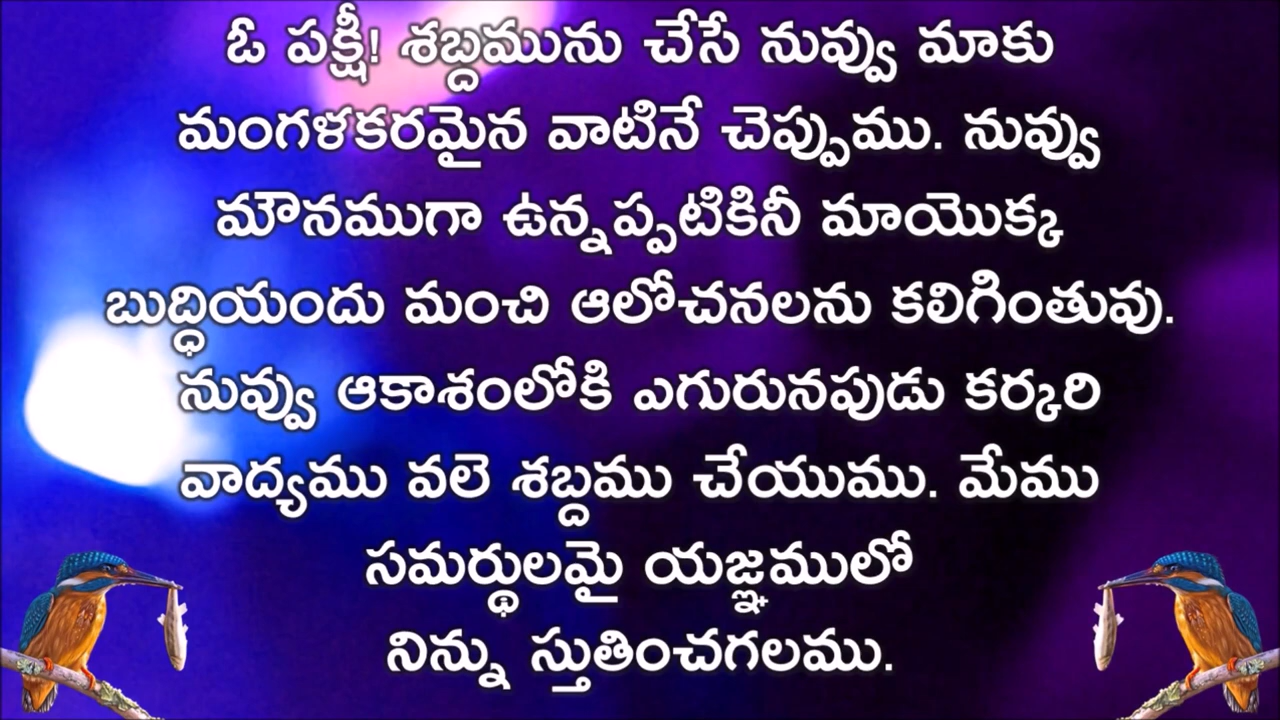 ఓ పక్షీ! శబ్దమును చేసే నువ్వు మాకు
మంగళకరమైన వాటినే చెప్పుము. నువ్వు
మౌనముగా ఉన్నప్పటికినీ మాయొక్క
బుద్ధియందు మంచి ఆలోచనలను కలిగింతువు.
నువ్వు ఆకాశంలోకి ఎగురునపుడు కర్కరి
వాద్యము వలె శబ్దము చేయుము. మేము
సమర్థులమై యజ్ఞములో
నిన్ను స్తుతించగలము.